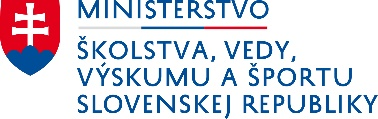 MINISTERSTVO
ŠKOLSTVA, VEDY,
VÝSKUMU A ŠPORTU
SLOVENSKEJ REPUBLIKY